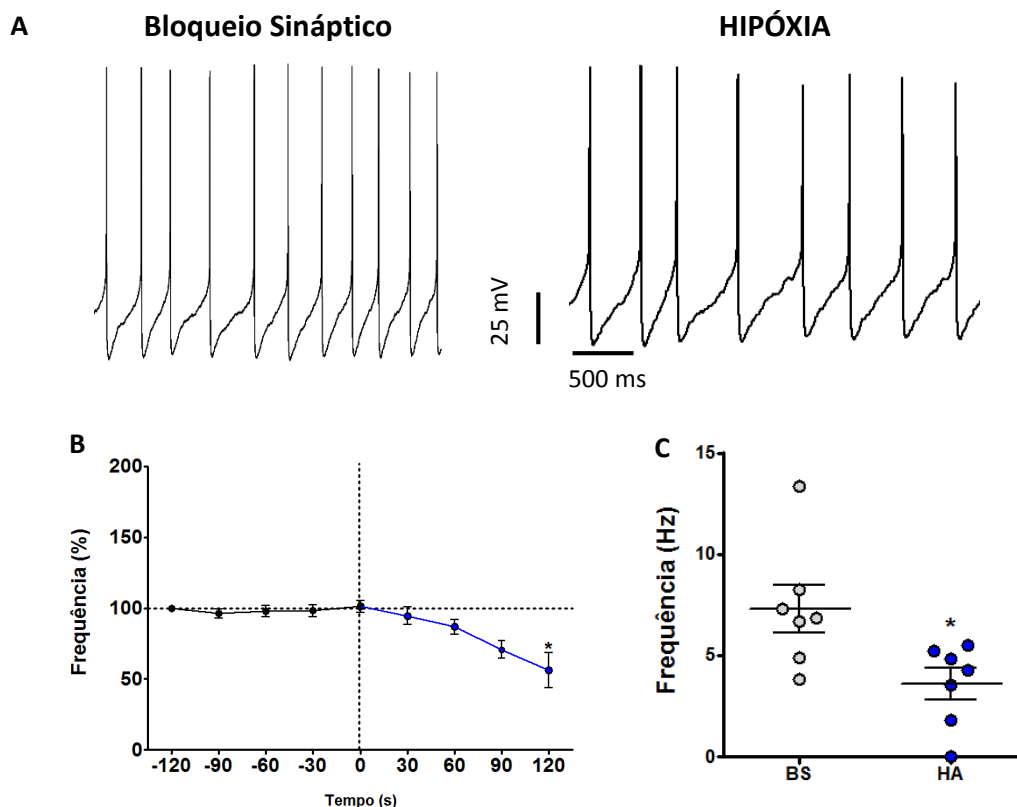 A
Bloqueio Sináptico
HIPÓXIA
25 mV
500 ms
B
Frequência (%)
200
150
100
50
0
*
-120 -90 -60 -30 0 30 60 90 120
Tempo (s)
C
Frequência (Hz)
15
10
5
0
*
BS HA